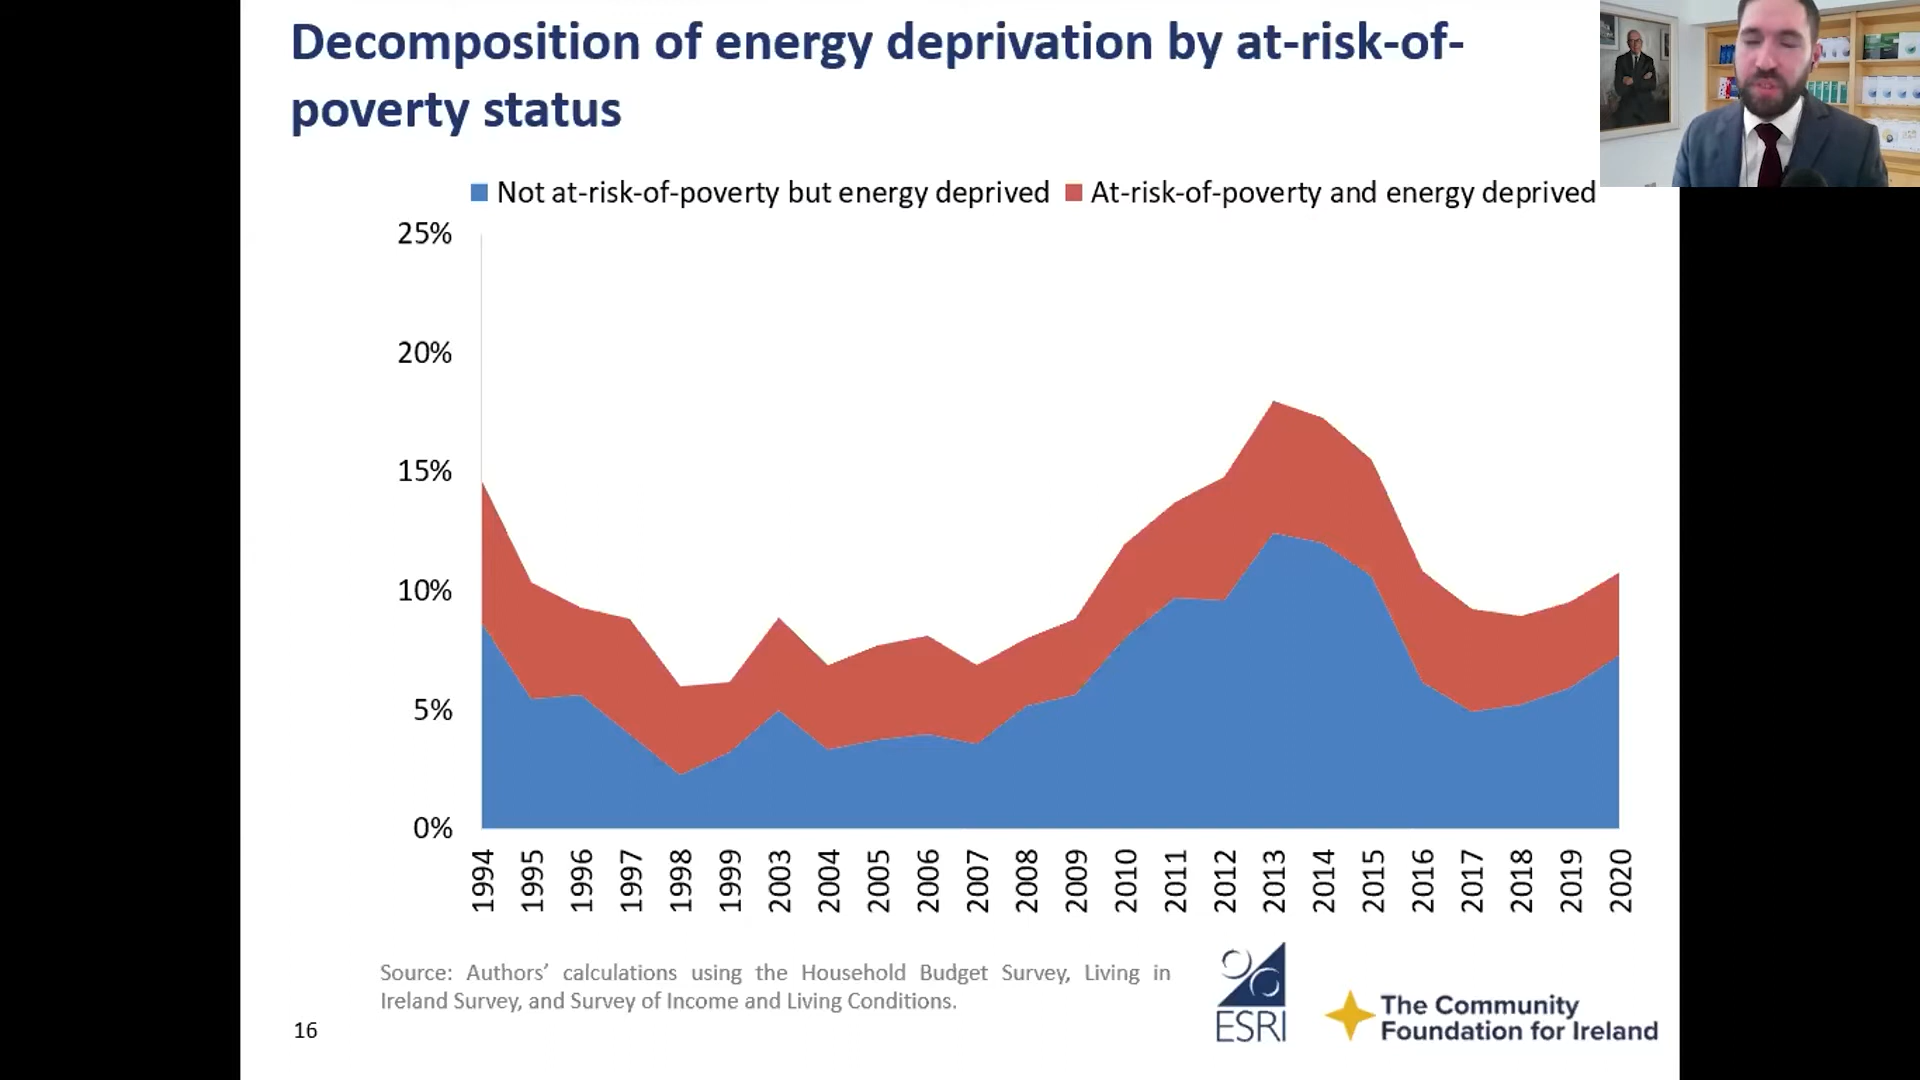 Decomposition of energy deprivation by at-risk-of-
poverty status
Not at-risk-of-poverty but energy deprived At-risk-of-poverty and energy deprived
25%
20%
15%
10%
5%
0%
1994 1995 1996 1997 1998 1999 2003 2004 2005 2006 2007 2008 2009 2010 2011 2012 2013 2014 2015 2016 2017 2018 2019 2020
Source: Authors’ calculations using the Household Budget Survey, Living in
Ireland Survey, and Survey of Income and Living Conditions.
16
ESRI
The Community
Foundation for Ireland